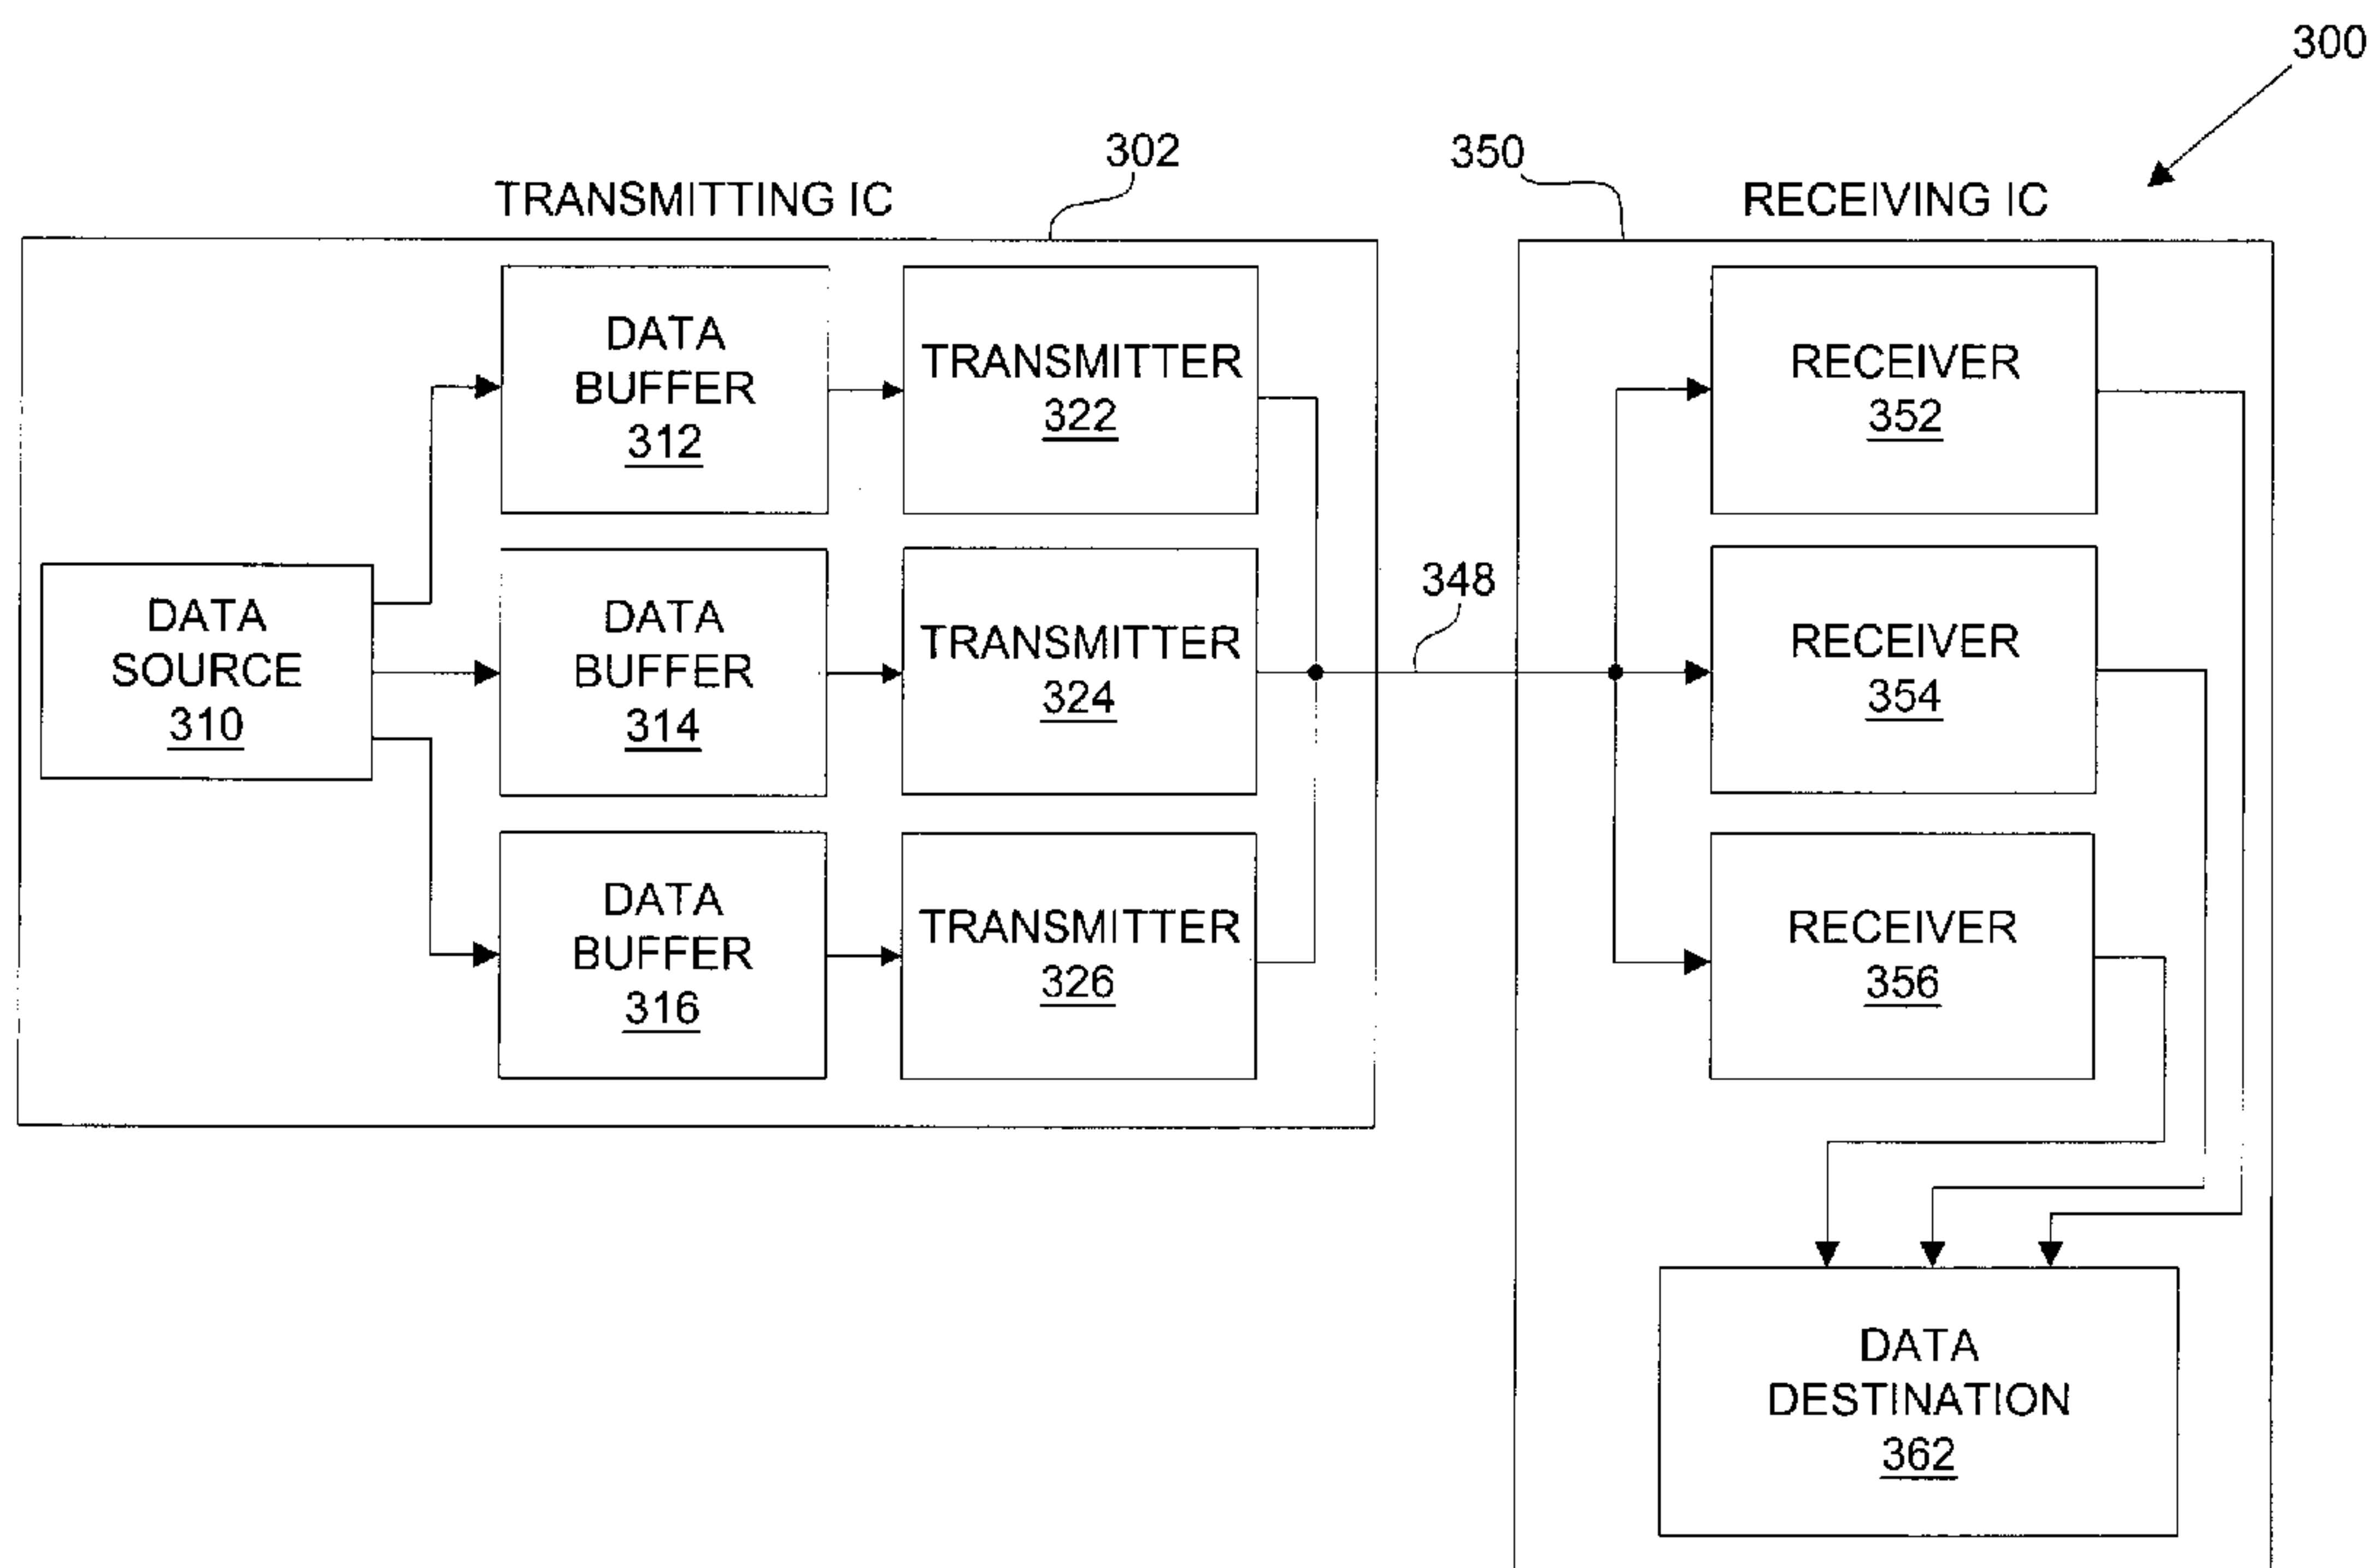 300
302
350
TRANSMITTING IC
RECEIVING IC
DATA
BUFFER
312
TRANSMITTER
322
RECEIVER
352
DATA
SOURCE
310
DATA
BUFFER
314
TRANSMITTER
324
348
RECEIVER
354
DATA
BUFFER
316
TRANSMITTER
326
RECEIVER
356
DATA
DESTINATION
362